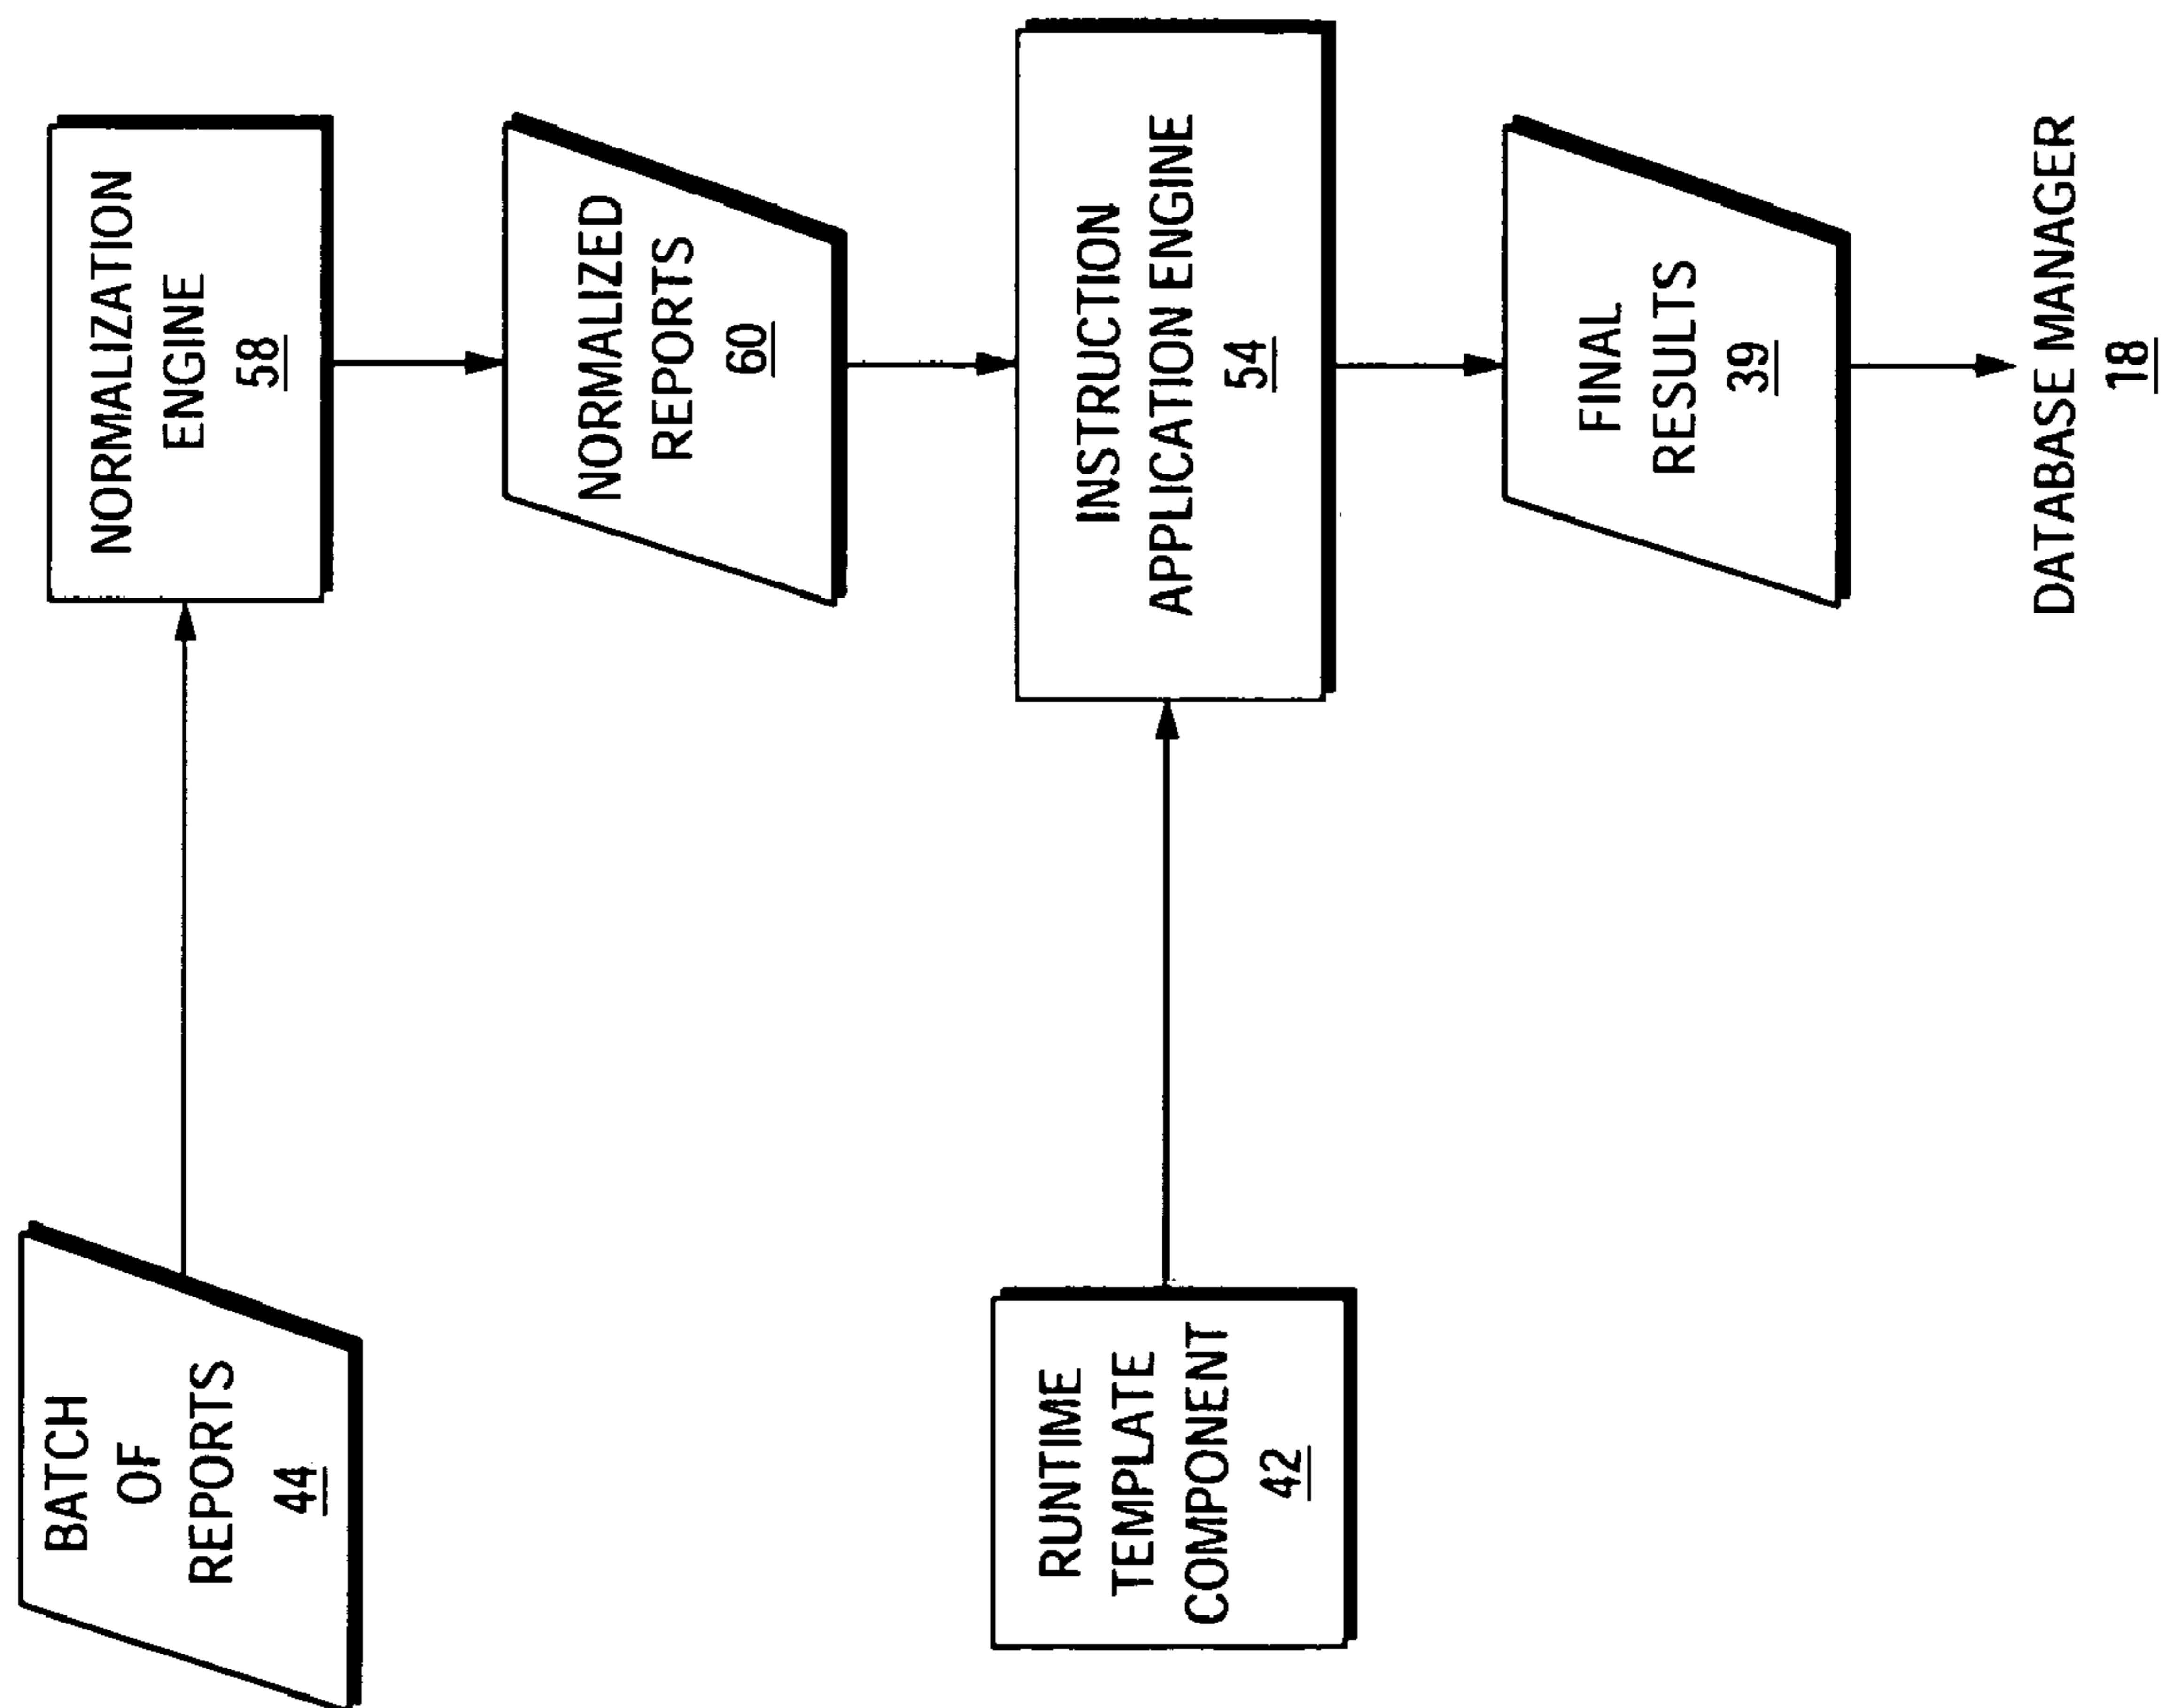 BATCH
OF
REPORTS
44
NORMALIZATION
ENGINE
58
NORMALIZED
REPORTS
60
RUNTIME
TEMPLATE
COMPONENT
42
INSTRUCTION
APPLICATION ENGINE
54
FINAL
RESULTS
39
DATABASE MANAGER
18